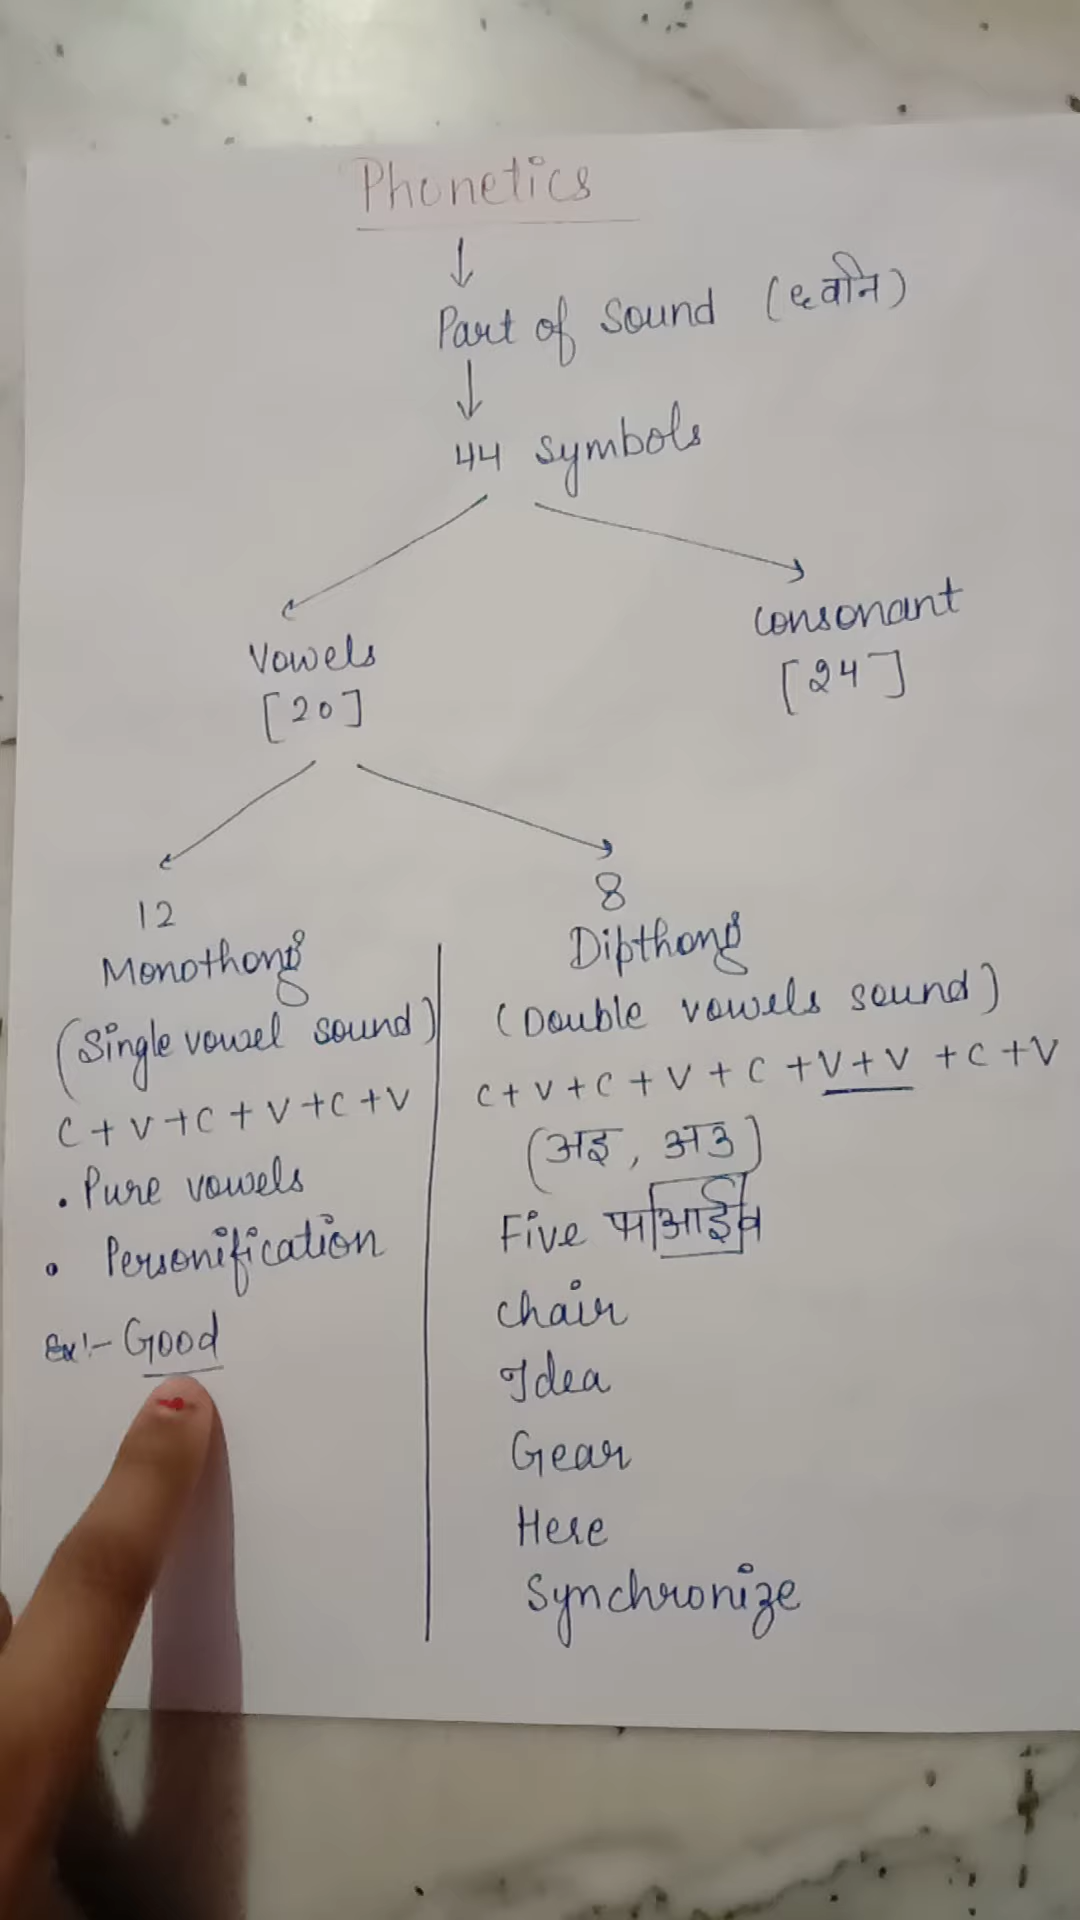 Phonetics
Part of Sound (ध्वनि)
44 symbols
Vowels
[20]
Consonant
[24]
12
Monothong
(Single vowel sound)
C + V + C + V + C + V
. Pure vowels
. Personification
Ex:- Good
8
Dipthong
(Double vowels sound)
C + V + C + V + C + V + V + C + V
(अइ, अउ)
Five फआईव
Chair
Idea
Gear
Here
Synchronize